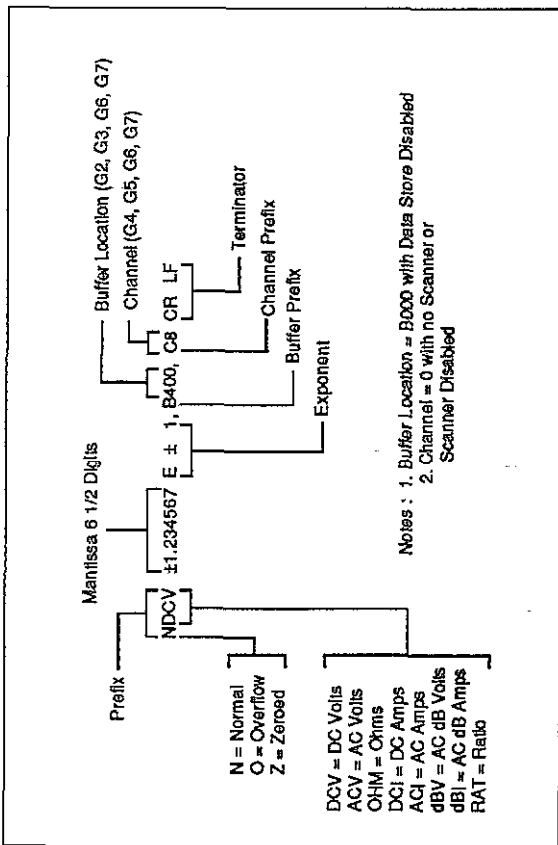 Buffer Location (G2, G3, G6, G7)
Channel (G4, G5, G6, G7)
Mantissa 6 1/2 Digits
Prefix
NDCV ±1.234567 E ± 1, B400, C8 CR LF
Terminator
Channel Prefix
Buffer Prefix
Exponent
N = Normal
O = Overflow
Z = Zeroed
DCV = DC Volts
ACV = AC Volts
OHM = Ohms
DCI = DC Amps
ACI = AC Amps
dBV = AC dB Volts
dBI = AC dB Amps
RAT = Ratio
Notes : 1. Buffer Location = B000 with Data Store Disabled
2. Channel = 0 with no Scanner or
Scanner Disabled